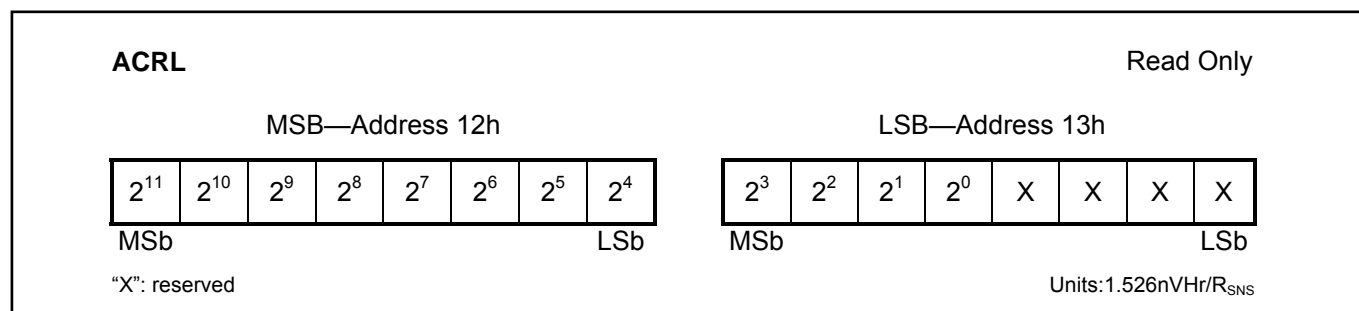 ACRL Read Only
MSB—Address 12h LSB—Address 13h
2¹¹ 2¹⁰ 2⁹ 2⁸ 2⁷ 2⁶ 2⁵ 2⁴ 2³ 2² 2¹ 2⁰ X X X X
MSb LSb MSb LSb
“X”: reserved Units:1.526nVHr/R_SNS